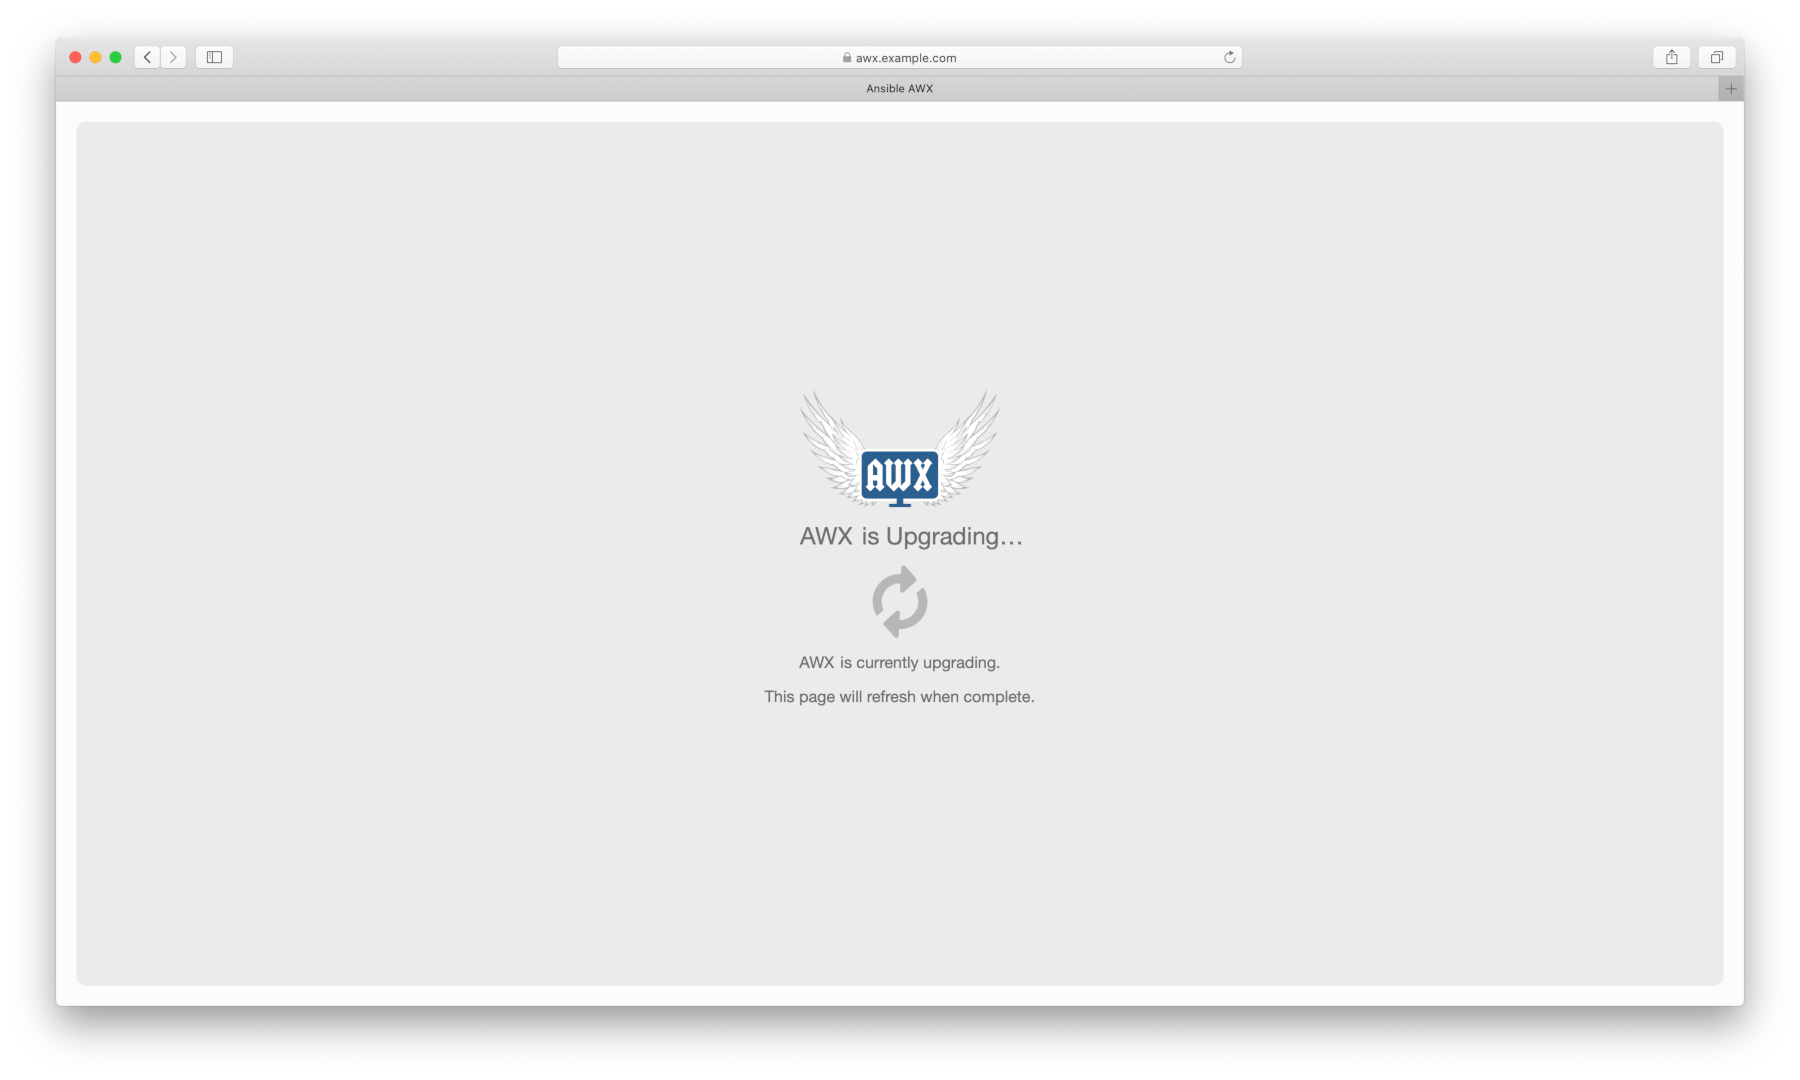 awx.example.com
Ansible AWX
AWX
AWX is Upgrading...
AWX is currently upgrading.
This page will refresh when complete.